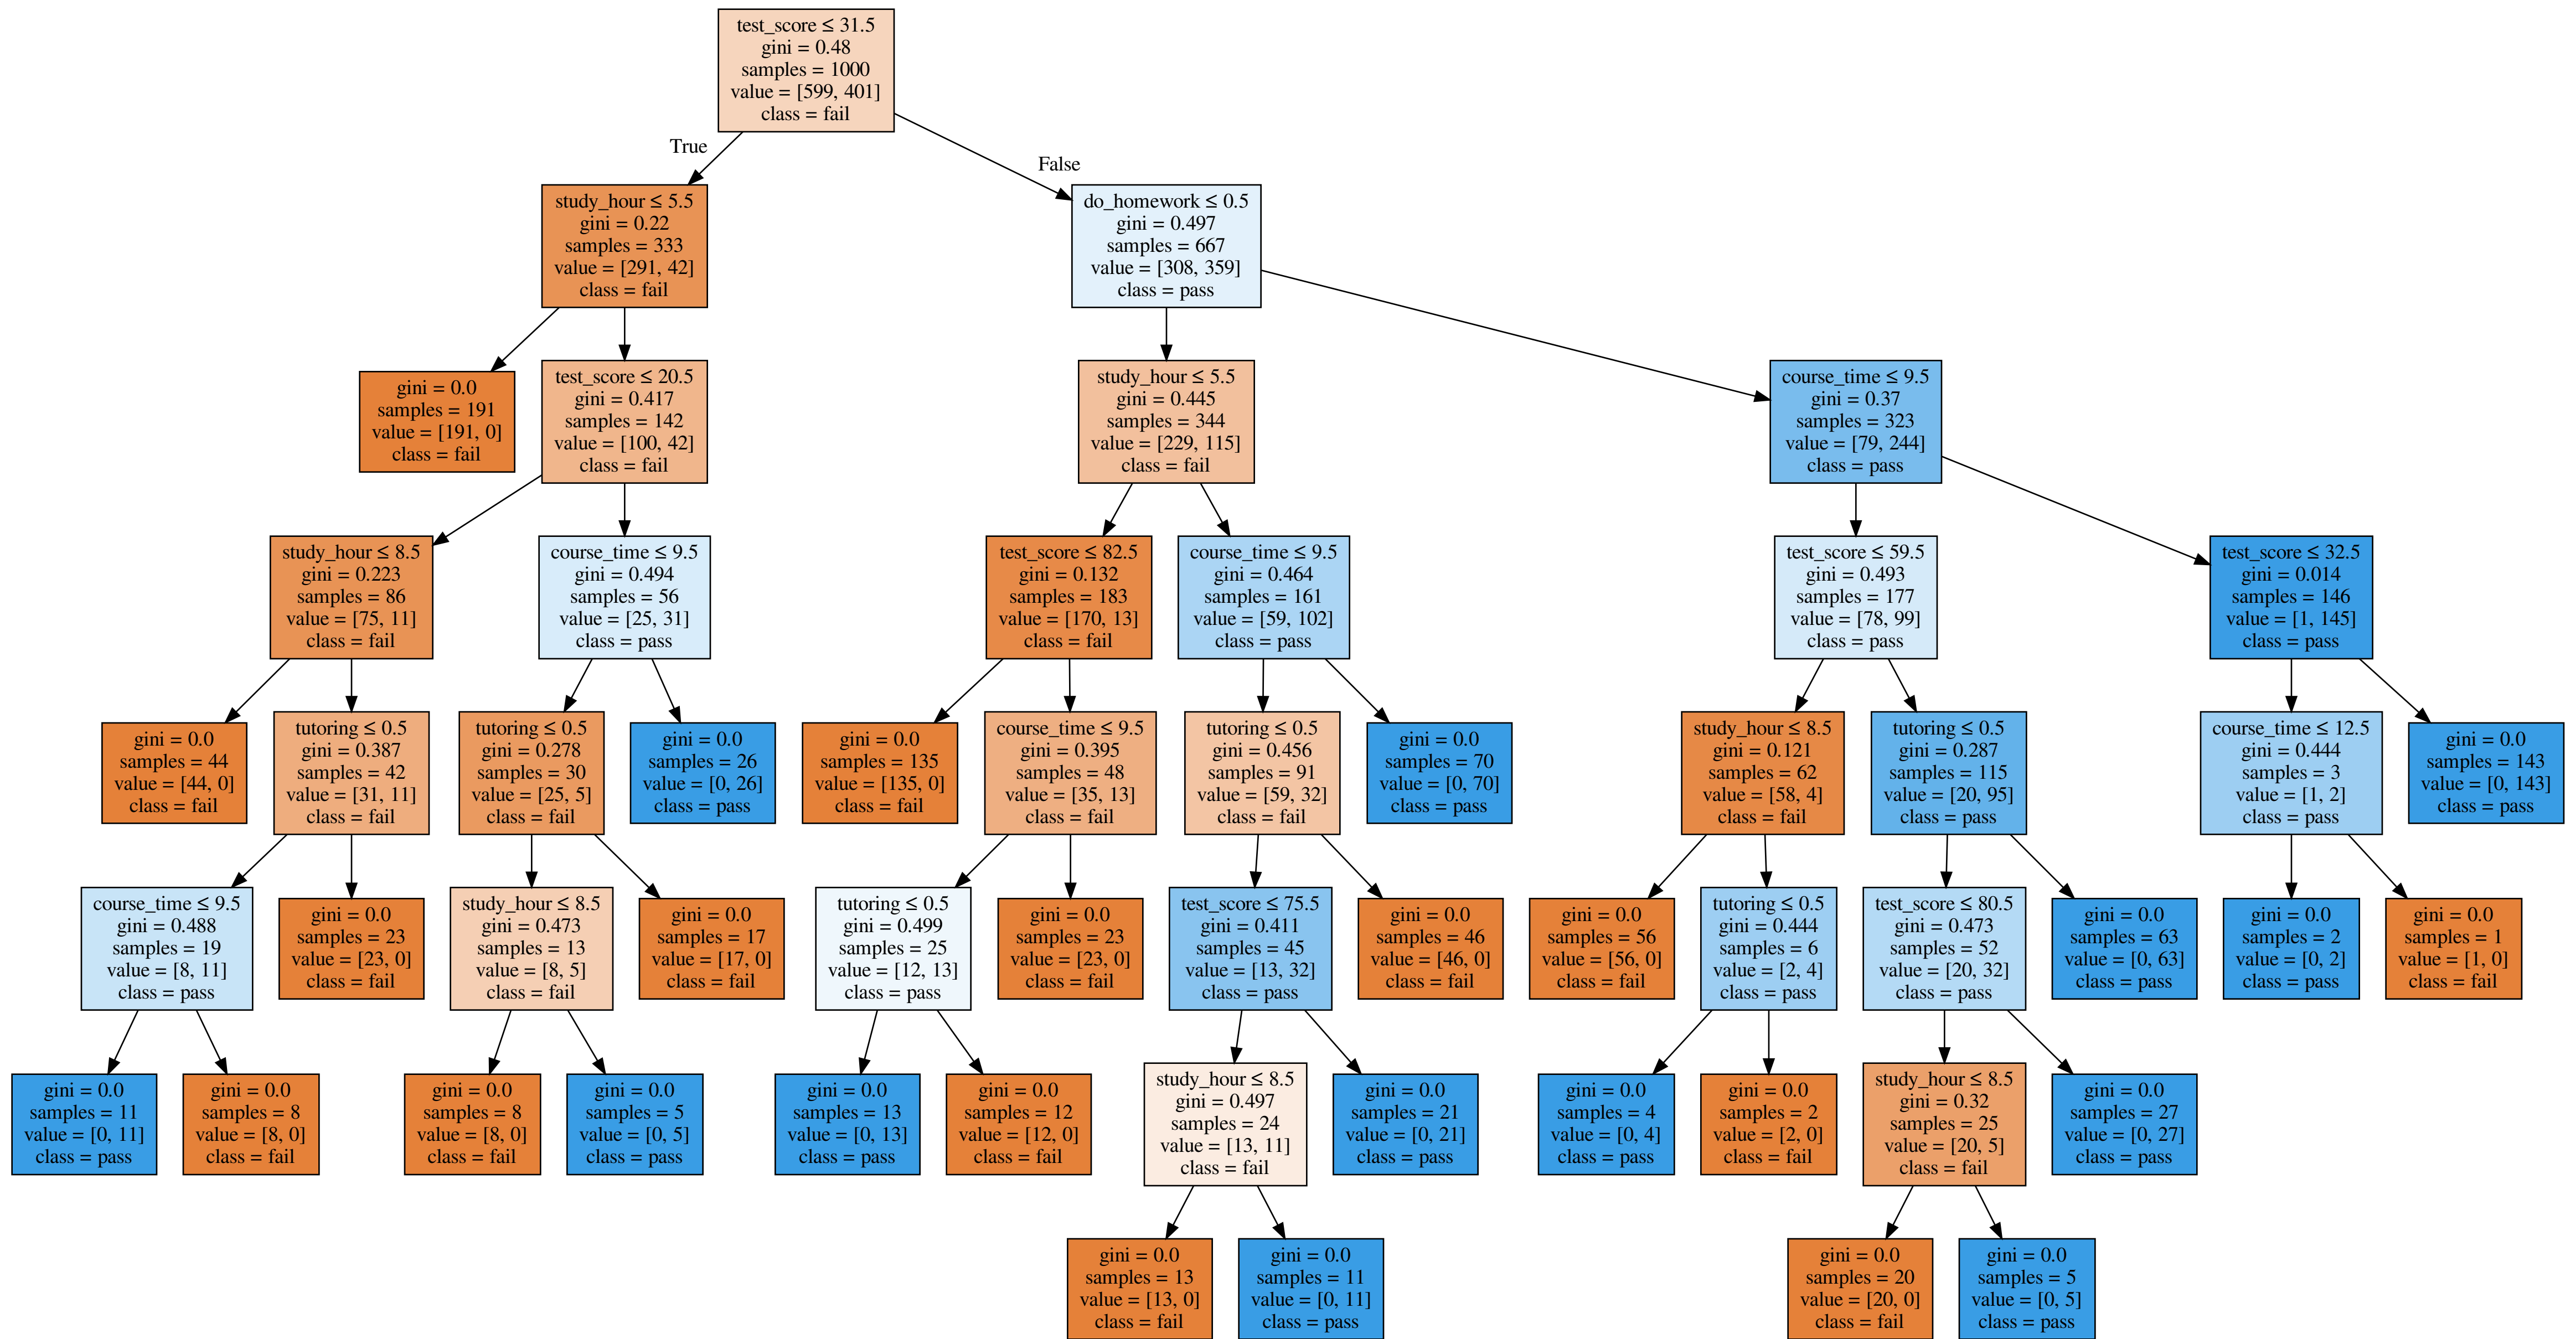 test_score ≤ 31.5
gini = 0.48
samples = 1000
value = [599, 401]
class = fail
True
False
study_hour ≤ 5.5
gini = 0.22
samples = 333
value = [291, 42]
class = fail
do_homework ≤ 0.5
gini = 0.497
samples = 667
value = [308, 359]
class = pass
gini = 0.0
samples = 191
value = [191, 0]
class = fail
test_score ≤ 20.5
gini = 0.417
samples = 142
value = [100, 42]
class = fail
study_hour ≤ 5.5
gini = 0.445
samples = 344
value = [229, 115]
class = fail
course_time ≤ 9.5
gini = 0.37
samples = 323
value = [79, 244]
class = pass
study_hour ≤ 8.5
gini = 0.223
samples = 86
value = [75, 11]
class = fail
course_time ≤ 9.5
gini = 0.494
samples = 56
value = [25, 31]
class = pass
test_score ≤ 82.5
gini = 0.132
samples = 183
value = [170, 13]
class = fail
course_time ≤ 9.5
gini = 0.464
samples = 161
value = [59, 102]
class = pass
test_score ≤ 59.5
gini = 0.493
samples = 177
value = [78, 99]
class = pass
test_score ≤ 32.5
gini = 0.014
samples = 146
value = [1, 145]
class = pass
gini = 0.0
samples = 44
value = [44, 0]
class = fail
tutoring ≤ 0.5
gini = 0.387
samples = 42
value = [31, 11]
class = fail
tutoring ≤ 0.5
gini = 0.278
samples = 30
value = [25, 5]
class = fail
gini = 0.0
samples = 26
value = [0, 26]
class = pass
gini = 0.0
samples = 135
value = [135, 0]
class = fail
course_time ≤ 9.5
gini = 0.395
samples = 48
value = [35, 13]
class = fail
tutoring ≤ 0.5
gini = 0.456
samples = 91
value = [59, 32]
class = fail
gini = 0.0
samples = 70
value = [0, 70]
class = pass
study_hour ≤ 8.5
gini = 0.121
samples = 62
value = [58, 4]
class = fail
tutoring ≤ 0.5
gini = 0.287
samples = 115
value = [20, 95]
class = pass
course_time ≤ 12.5
gini = 0.444
samples = 3
value = [1, 2]
class = pass
gini = 0.0
samples = 143
value = [0, 143]
class = pass
course_time ≤ 9.5
gini = 0.488
samples = 19
value = [8, 11]
class = pass
gini = 0.0
samples = 23
value = [23, 0]
class = fail
study_hour ≤ 8.5
gini = 0.473
samples = 13
value = [8, 5]
class = fail
gini = 0.0
samples = 17
value = [17, 0]
class = fail
tutoring ≤ 0.5
gini = 0.499
samples = 25
value = [12, 13]
class = pass
gini = 0.0
samples = 23
value = [23, 0]
class = fail
test_score ≤ 75.5
gini = 0.411
samples = 45
value = [13, 32]
class = pass
gini = 0.0
samples = 46
value = [46, 0]
class = fail
gini = 0.0
samples = 56
value = [56, 0]
class = fail
tutoring ≤ 0.5
gini = 0.444
samples = 6
value = [2, 4]
class = pass
test_score ≤ 80.5
gini = 0.473
samples = 52
value = [20, 32]
class = pass
gini = 0.0
samples = 63
value = [0, 63]
class = pass
gini = 0.0
samples = 2
value = [0, 2]
class = pass
gini = 0.0
samples = 1
value = [1, 0]
class = fail
gini = 0.0
samples = 11
value = [0, 11]
class = pass
gini = 0.0
samples = 8
value = [8, 0]
class = fail
gini = 0.0
samples = 8
value = [8, 0]
class = fail
gini = 0.0
samples = 5
value = [0, 5]
class = pass
gini = 0.0
samples = 13
value = [0, 13]
class = pass
gini = 0.0
samples = 12
value = [12, 0]
class = fail
study_hour ≤ 8.5
gini = 0.497
samples = 24
value = [13, 11]
class = fail
gini = 0.0
samples = 21
value = [0, 21]
class = pass
gini = 0.0
samples = 4
value = [0, 4]
class = pass
gini = 0.0
samples = 2
value = [2, 0]
class = fail
study_hour ≤ 8.5
gini = 0.32
samples = 25
value = [20, 5]
class = fail
gini = 0.0
samples = 27
value = [0, 27]
class = pass
gini = 0.0
samples = 13
value = [13, 0]
class = fail
gini = 0.0
samples = 11
value = [0, 11]
class = pass
gini = 0.0
samples = 20
value = [20, 0]
class = fail
gini = 0.0
samples = 5
value = [0, 5]
class = pass